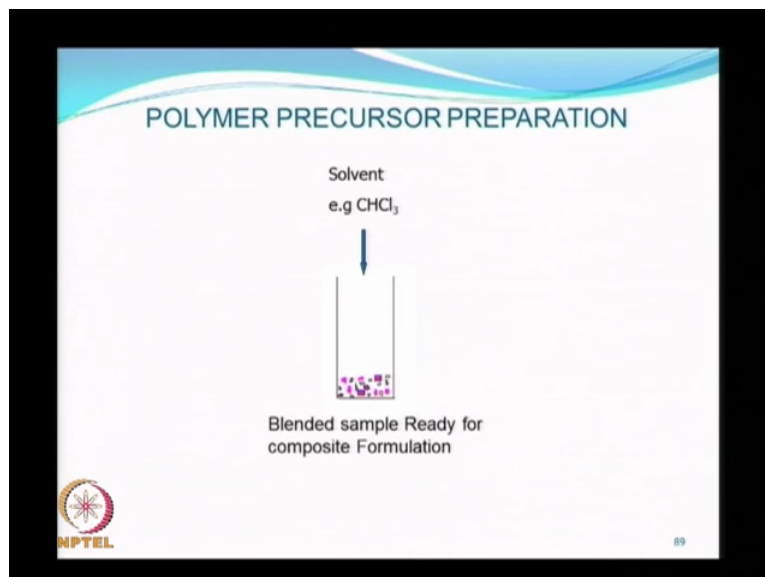 POLYMER PRECURSOR PREPARATION
Solvent
e.g CHCl₃
Blended sample Ready for
composite Formulation
NPTEL
89